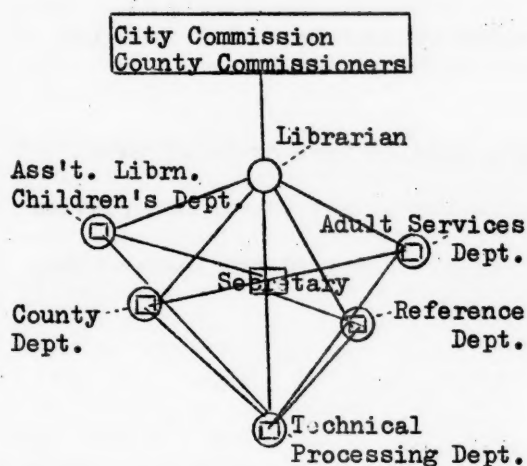 City Commission
County Commissioners
Librarian
Ass't. Librn.
Children's Dept.
Adult Services
Dept.
Secretary
County
Dept.
Reference
Dept.
Technical
Processing Dept.